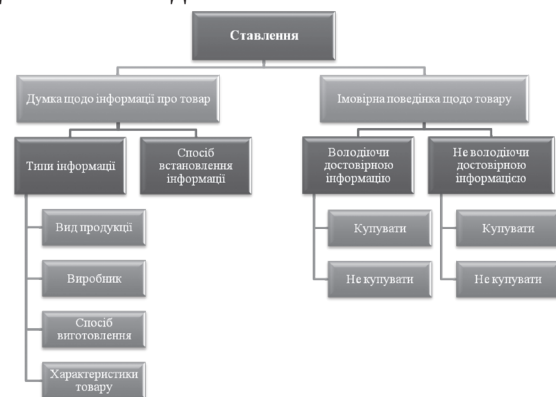 Ставлення
Думка щодо інформації про товар
Імовірна поведінка щодо товару
Типи інформації
Спосіб
встановлення
інформації
Володіючи
достовірною
інформацію
Не володіючи
достовірною
інформацією
Вид продукції
Виробник
Спосіб
виготовлення
Характеристики
товару
Купувати
Не купувати
Купувати
Не купувати